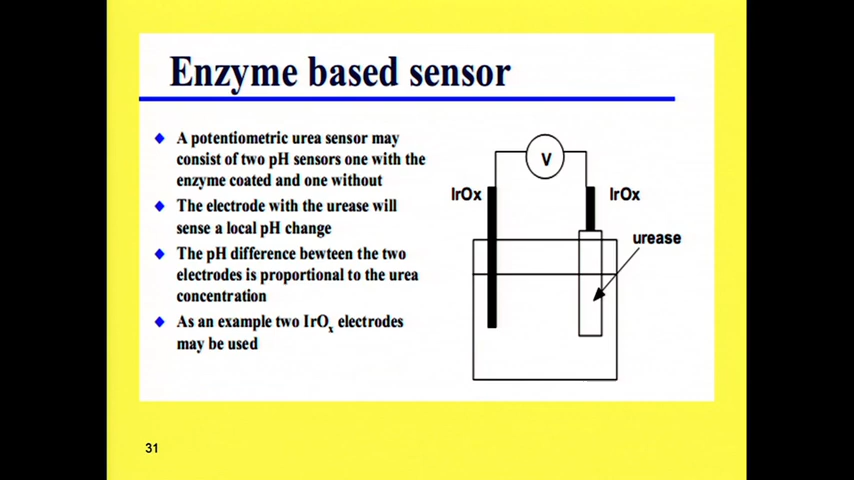 Enzyme based sensor
A potentiometric urea sensor may
consist of two pH sensors one with the
enzyme coated and one without
The electrode with the urease will
sense a local pH change
The pH difference bewteen the two
electrodes is proportional to the urea
concentration
As an example two IrOx electrodes
may be used
V
IrOx
IrOx
urease
31